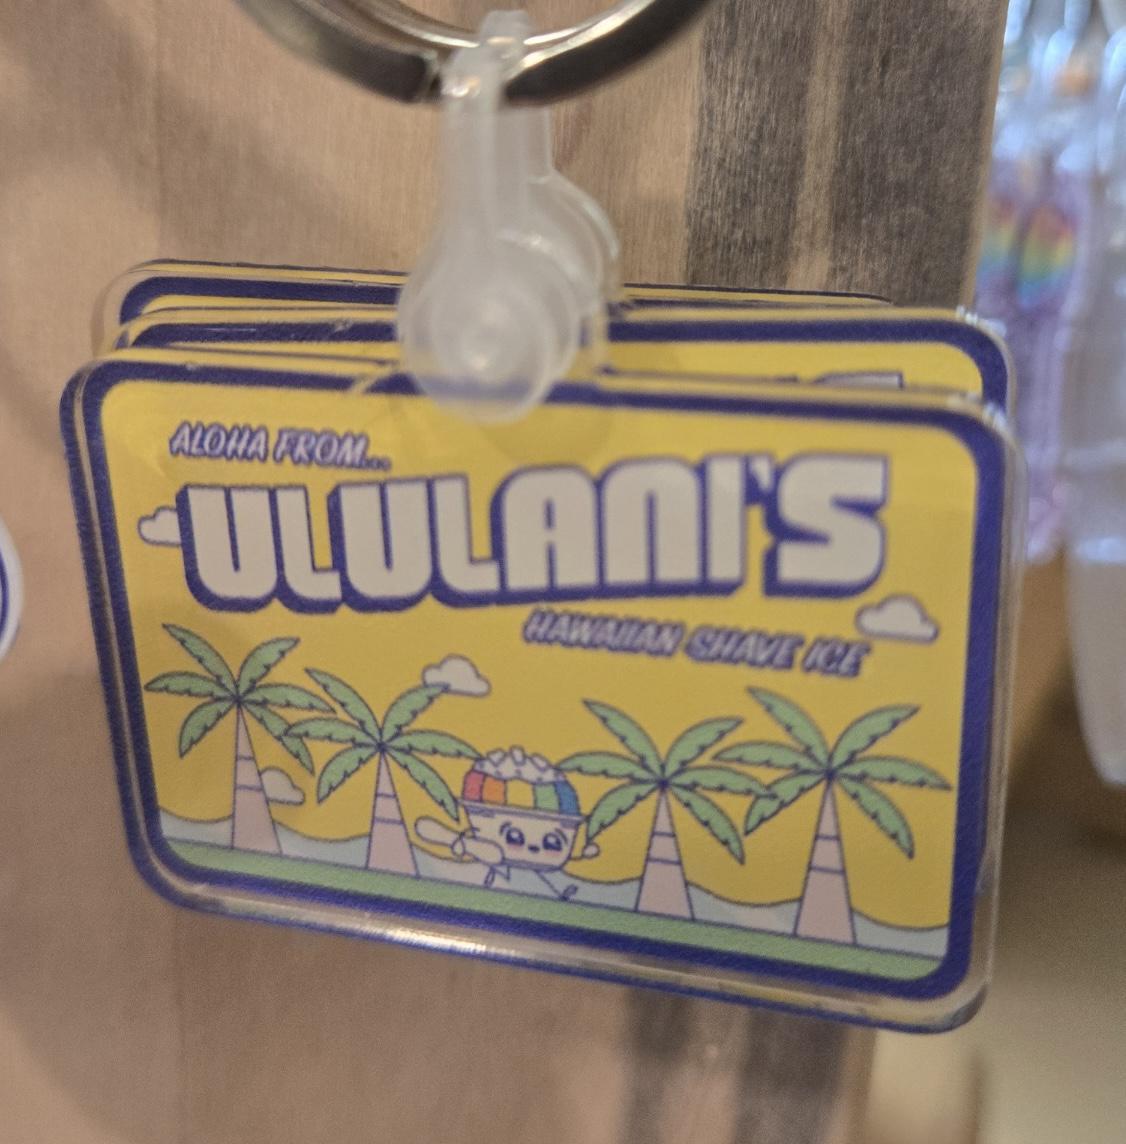 ALOHA FROM...
ULULANI'S
HAWAIIAN SHAVE ICE